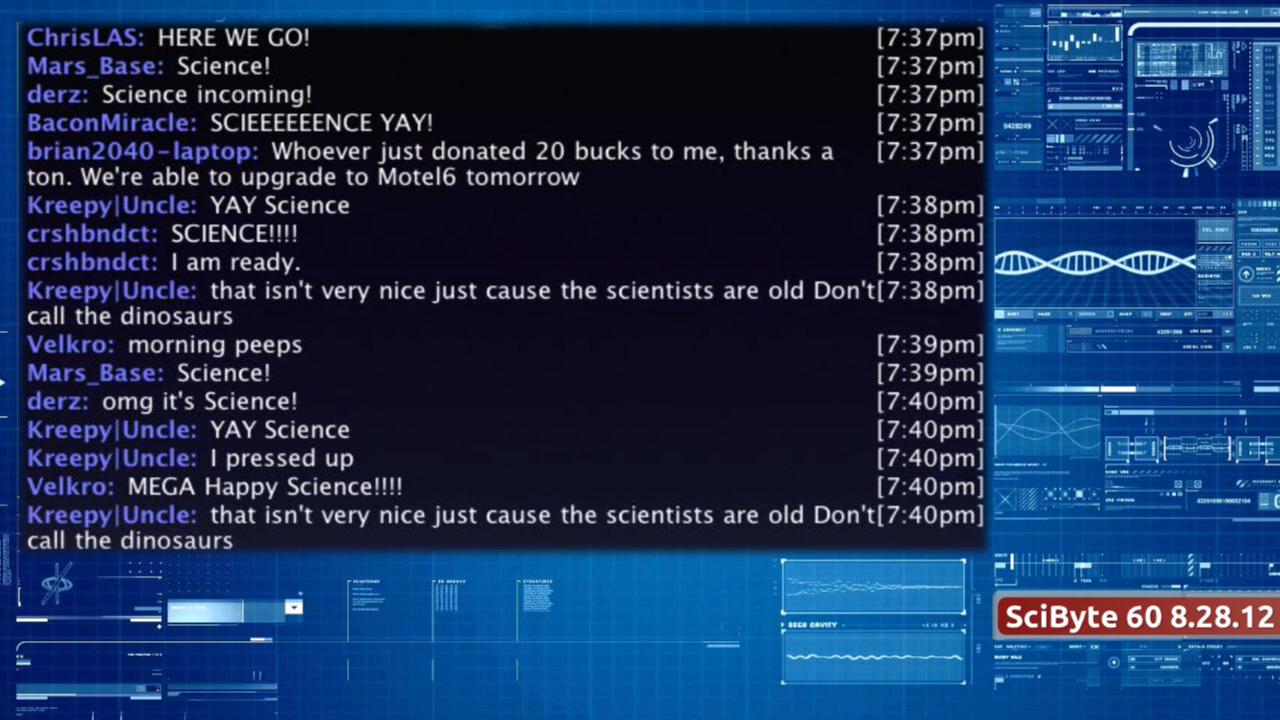 ChrisLAS: HERE WE GO! [7:37pm]
Mars_Base: Science! [7:37pm]
derz: Science incoming! [7:37pm]
BaconMiracle: SCIEEEEEENCE YAY! [7:37pm]
brian2040-laptop: Whoever just donated 20 bucks to me, thanks a [7:37pm]
ton. We're able to upgrade to Motel6 tomorrow
Kreepy|Uncle: YAY Science [7:38pm]
crshbndct: SCIENCE!!!! [7:38pm]
crshbndct: I am ready. [7:38pm]
Kreepy|Uncle: that isn't very nice just cause the scientists are old Don't[7:38pm]
call the dinosaurs
Velkro: morning peeps [7:39pm]
Mars_Base: Science! [7:39pm]
derz: omg it's Science! [7:40pm]
Kreepy|Uncle: YAY Science [7:40pm]
Kreepy|Uncle: I pressed up [7:40pm]
Velkro: MEGA Happy Science!!!! [7:40pm]
Kreepy|Uncle: that isn't very nice just cause the scientists are old Don't[7:40pm]
call the dinosaurs
SciByte 60 8.28.12